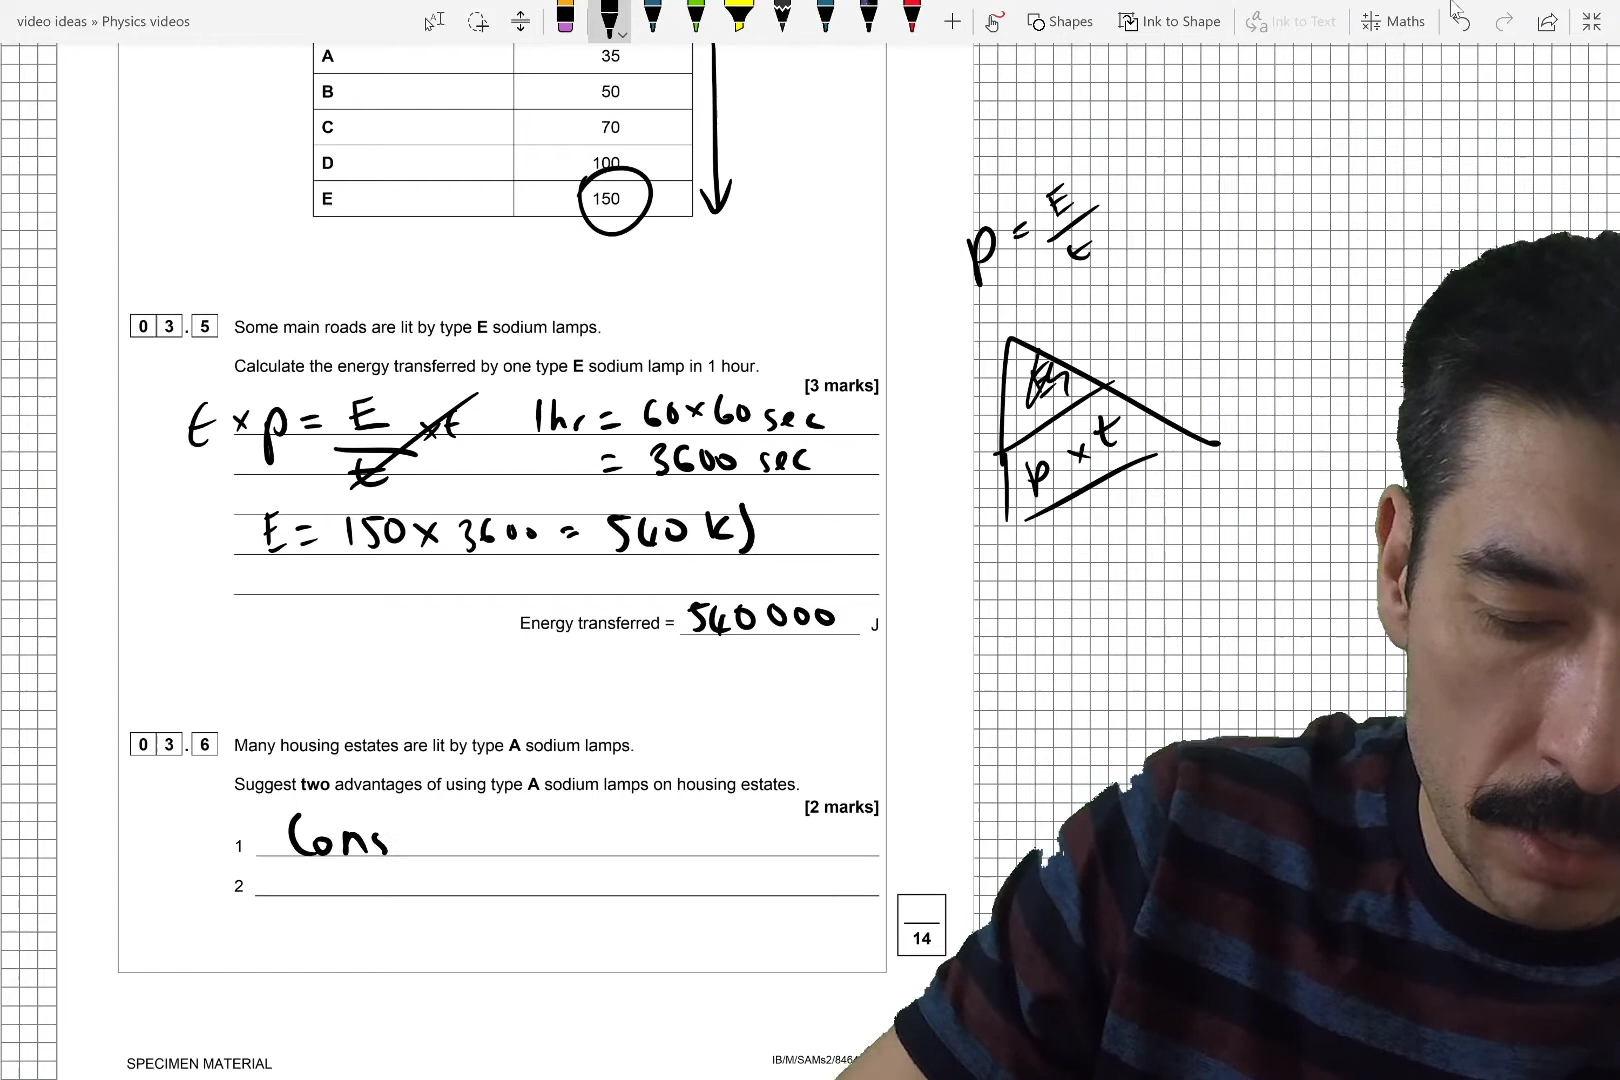 video ideas » Physics videos
Shapes
Ink to Shape
Ink to Text
Maths
A 35
B 50
C 70
D 100
E 150
p = E/t
0 3 . 5 Some main roads are lit by type E sodium lamps.
Calculate the energy transferred by one type E sodium lamp in 1 hour.
[3 marks]
t × p = E/t × t
1hr = 60×60 sec
= 3600 sec
E = 150 × 3600 = 540 kJ
Energy transferred = 540 000 J
p × t
0 3 . 6 Many housing estates are lit by type A sodium lamps.
Suggest two advantages of using type A sodium lamps on housing estates.
[2 marks]
1 Cons
2
14
SPECIMEN MATERIAL
IB/M/SAMs2/846